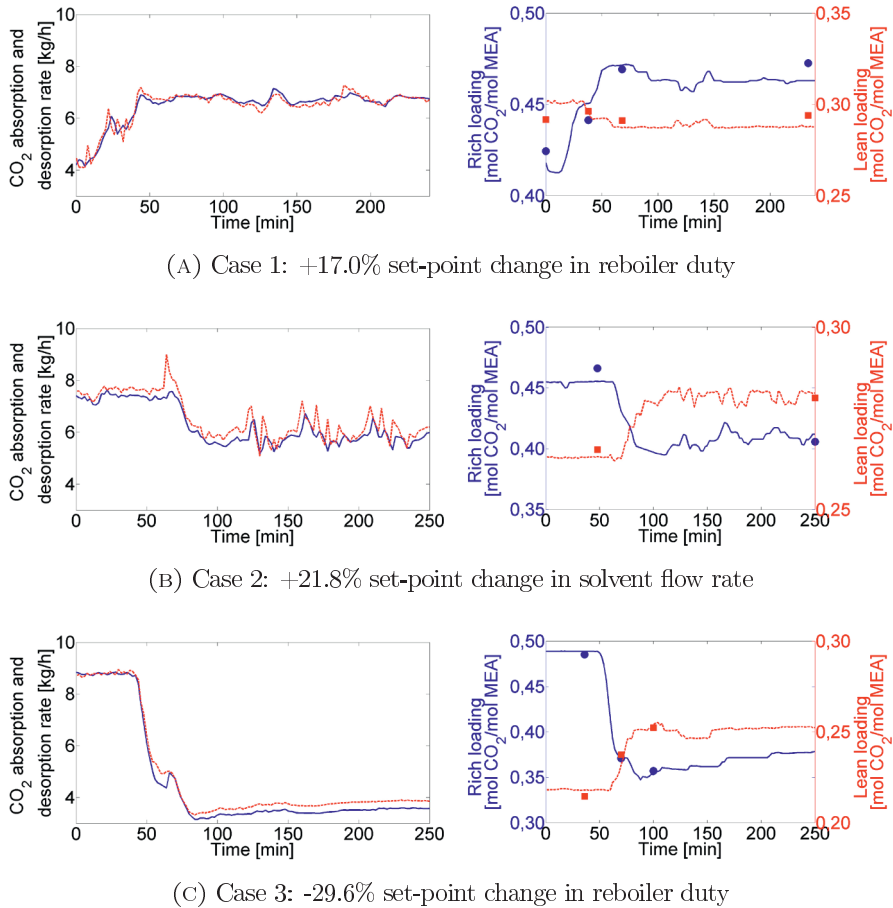 CO2 absorption and
desorption rate [kg/h]
10
8
6
4
0
50
100
150
200
Time [min]
Rich loading
[mol CO2/mol MEA]
0,50
0,45
0,40
0
50
100
150
200
Time [min]
0,35
0,30
0,25
Lean loading
[mol CO2/mol MEA]
(A) Case 1: +17.0% set-point change in reboiler duty
CO2 absorption and
desorption rate [kg/h]
10
8
6
4
0
50
100
150
200
250
Time [min]
Rich loading
[mol CO2/mol MEA]
0,50
0,45
0,40
0,35
0
50
100
150
200
250
Time [min]
0,30
0,25
Lean loading
[mol CO2/mol MEA]
(B) Case 2: +21.8% set-point change in solvent flow rate
CO2 absorption and
desorption rate [kg/h]
10
8
6
4
0
50
100
150
200
250
Time [min]
Rich loading
[mol CO2/mol MEA]
0,50
0,45
0,40
0,35
0,30
0
50
100
150
200
250
Time [min]
0,30
0,25
0,20
Lean loading
[mol CO2/mol MEA]
(C) Case 3: -29.6% set-point change in reboiler duty